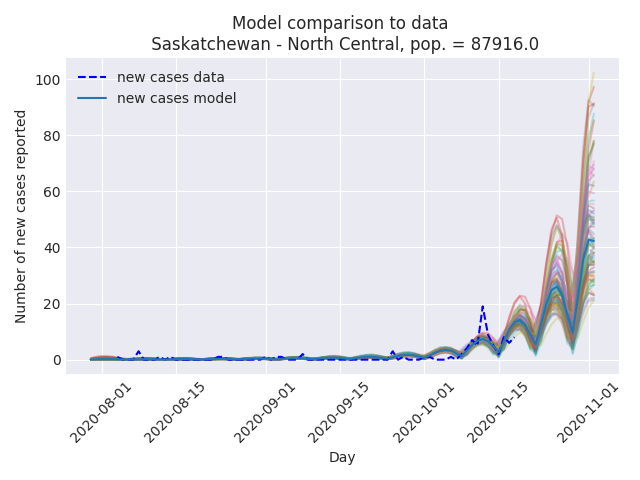 Model comparison to data
Saskatchewan - North Central, pop. = 87916.0
new cases data
new cases model
Number of new cases reported
100
80
60
40
20
0
2020-08-01
2020-08-15
2020-09-01
2020-09-15
2020-10-01
2020-10-15
2020-11-01
Day